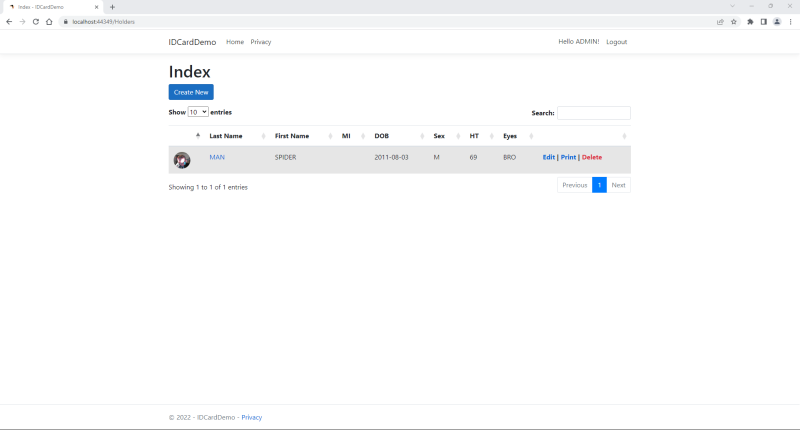 Index - IDCardDemo
localhost:44349/Holders
IDCardDemo Home Privacy Hello ADMIN! Logout
Index
Create New
Show 10 entries Search:
Last Name First Name MI DOB Sex HT Eyes
MAN SPIDER 2011-08-03 M 69 BRO Edit | Print | Delete
Showing 1 to 1 of 1 entries Previous 1 Next
© 2022 - IDCardDemo - Privacy